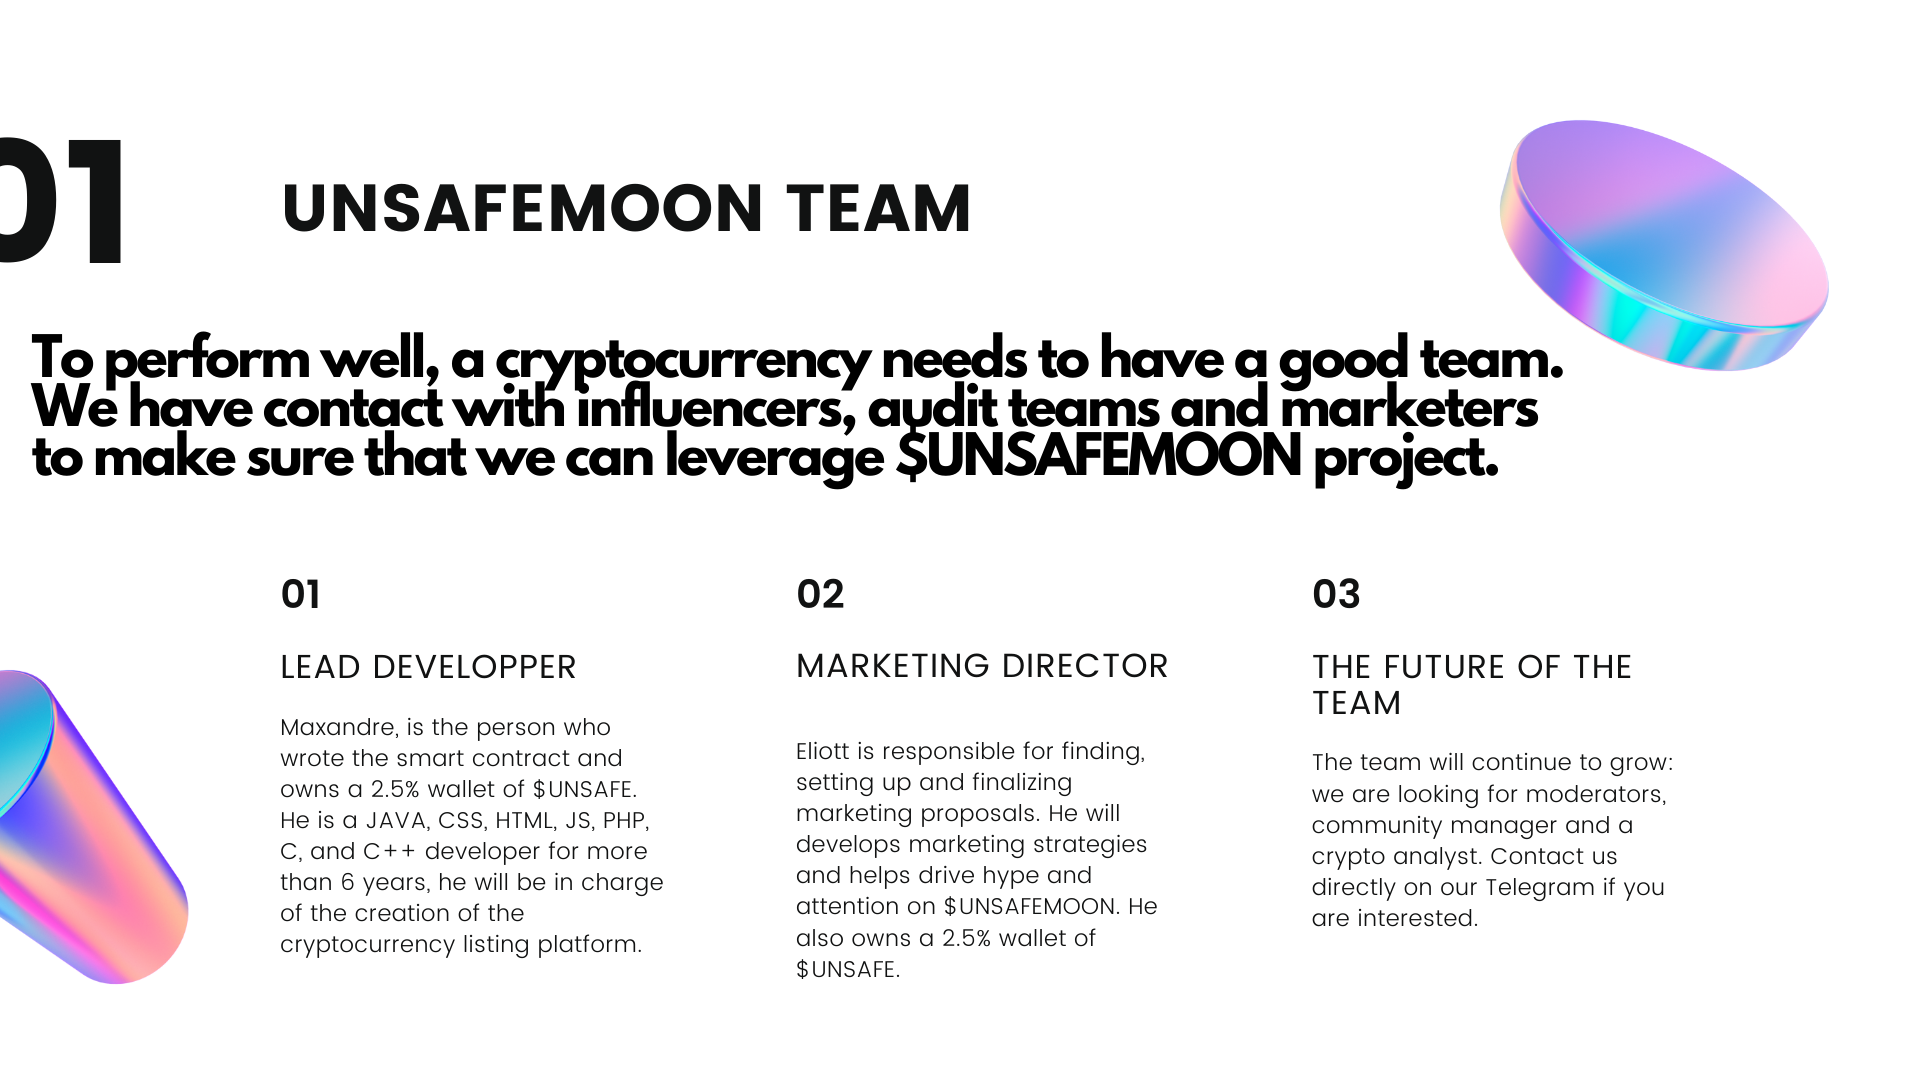 01
UNSAFEMOON TEAM
To perform well, a cryptocurrency needs to have a good team.
We have contact with influencers, audit teams and marketers
to make sure that we can leverage $UNSAFEMOON project.
01
LEAD DEVELOPPER
Maxandre, is the person who
wrote the smart contract and
owns a 2.5% wallet of $UNSAFE.
He is a JAVA, CSS, HTML, JS, PHP,
C, and C++ developer for more
than 6 years, he will be in charge
of the creation of the
cryptocurrency listing platform.
02
MARKETING DIRECTOR
Eliott is responsible for finding,
setting up and finalizing
marketing proposals. He will
develops marketing strategies
and helps drive hype and
attention on $UNSAFEMOON. He
also owns a 2.5% wallet of
$UNSAFE.
03
THE FUTURE OF THE
TEAM
The team will continue to grow:
we are looking for moderators,
community manager and a
crypto analyst. Contact us
directly on our Telegram if you
are interested.